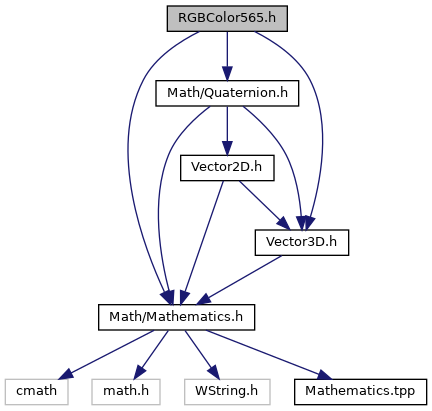 RGBColor565.h
Math/Quaternion.h
Vector2D.h
Vector3D.h
Math/Mathematics.h
cmath
math.h
WString.h
Mathematics.tpp